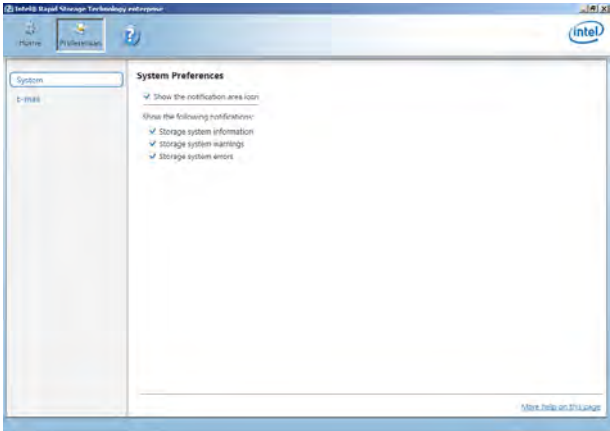 Intel® Rapid Storage Technology enterprise
Home
Preferences
intel
System
E-mail
System Preferences
Show the notification area icon
Show the following notifications:
Storage system information
Storage system warnings
Storage system errors
More help on this page